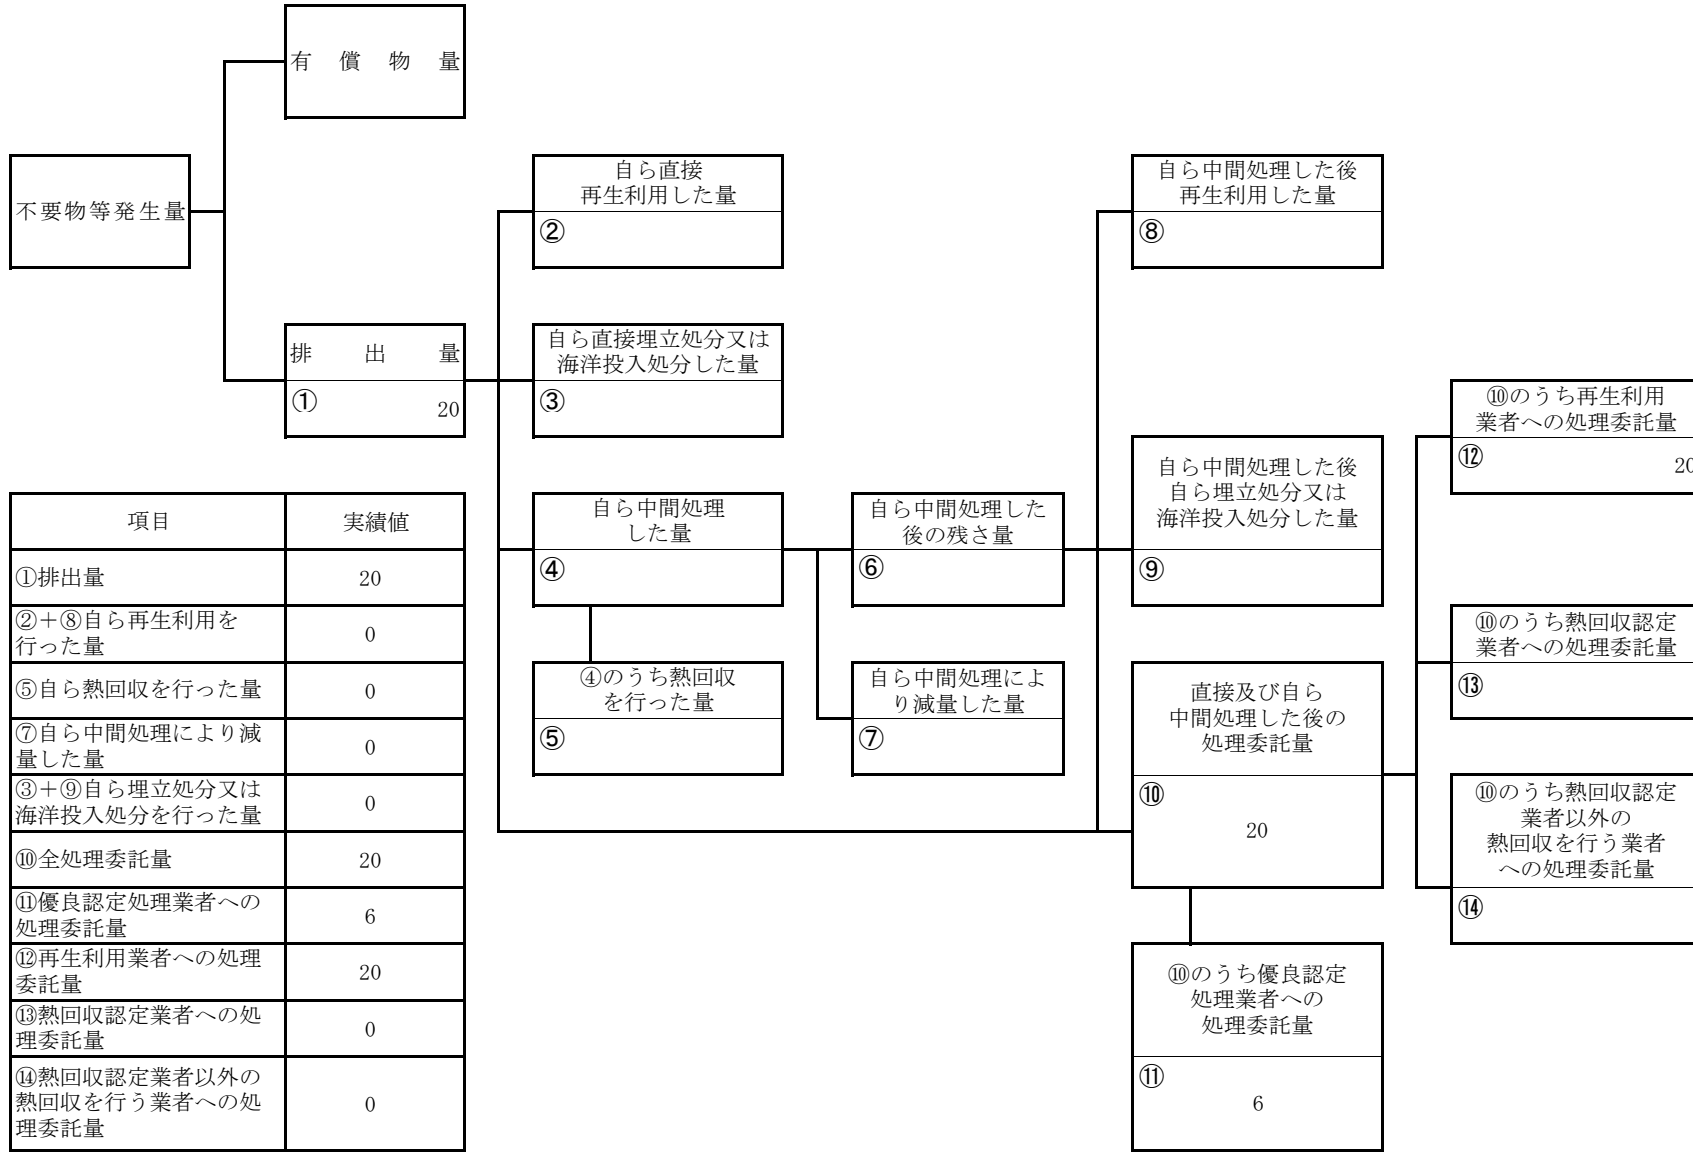 有償物量
不要物等発生量
排出量
① 20
自ら直接
再生利用した量
②
自ら直接埋立処分又は
海洋投入処分した量
③
自ら中間処理
した量
④
④のうち熱回収
を行った量
⑤
自ら中間処理した
後の残さ量
⑥
自ら中間処理によ
り減量した量
⑦
自ら中間処理した後
再生利用した量
⑧
自ら中間処理した後
自ら埋立処分又は
海洋投入処分した量
⑨
直接及び自ら
中間処理した後の
処理委託量
⑩
20
⑩のうち優良認定
処理業者への
処理委託量
⑪
6
⑩のうち再生利用
業者への処理委託量
⑫ 20
⑩のうち熱回収認定
業者への処理委託量
⑬
⑩のうち熱回収認定
業者以外の
熱回収を行う業者
への処理委託量
⑭
項目 実績値
①排出量 20
②+⑧自ら再生利用を
行った量 0
⑤自ら熱回収を行った量 0
⑦自ら中間処理により減
量した量 0
③+⑨自ら埋立処分又は
海洋投入処分を行った量 0
⑩全処理委託量 20
⑪優良認定処理業者への
処理委託量 6
⑫再生利用業者への処理
委託量 20
⑬熱回収認定業者への処
理委託量 0
⑭熱回収認定業者以外の
熱回収を行う業者への処 0
理委託量